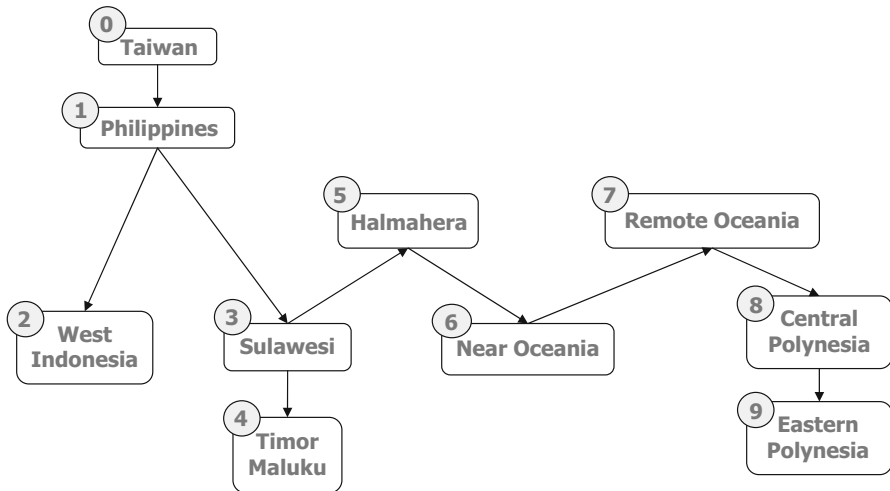 0
Taiwan
1
Philippines
2
West
Indonesia
3
Sulawesi
4
Timor
Maluku
5
Halmahera
6
Near Oceania
7
Remote Oceania
8
Central
Polynesia
9
Eastern
Polynesia